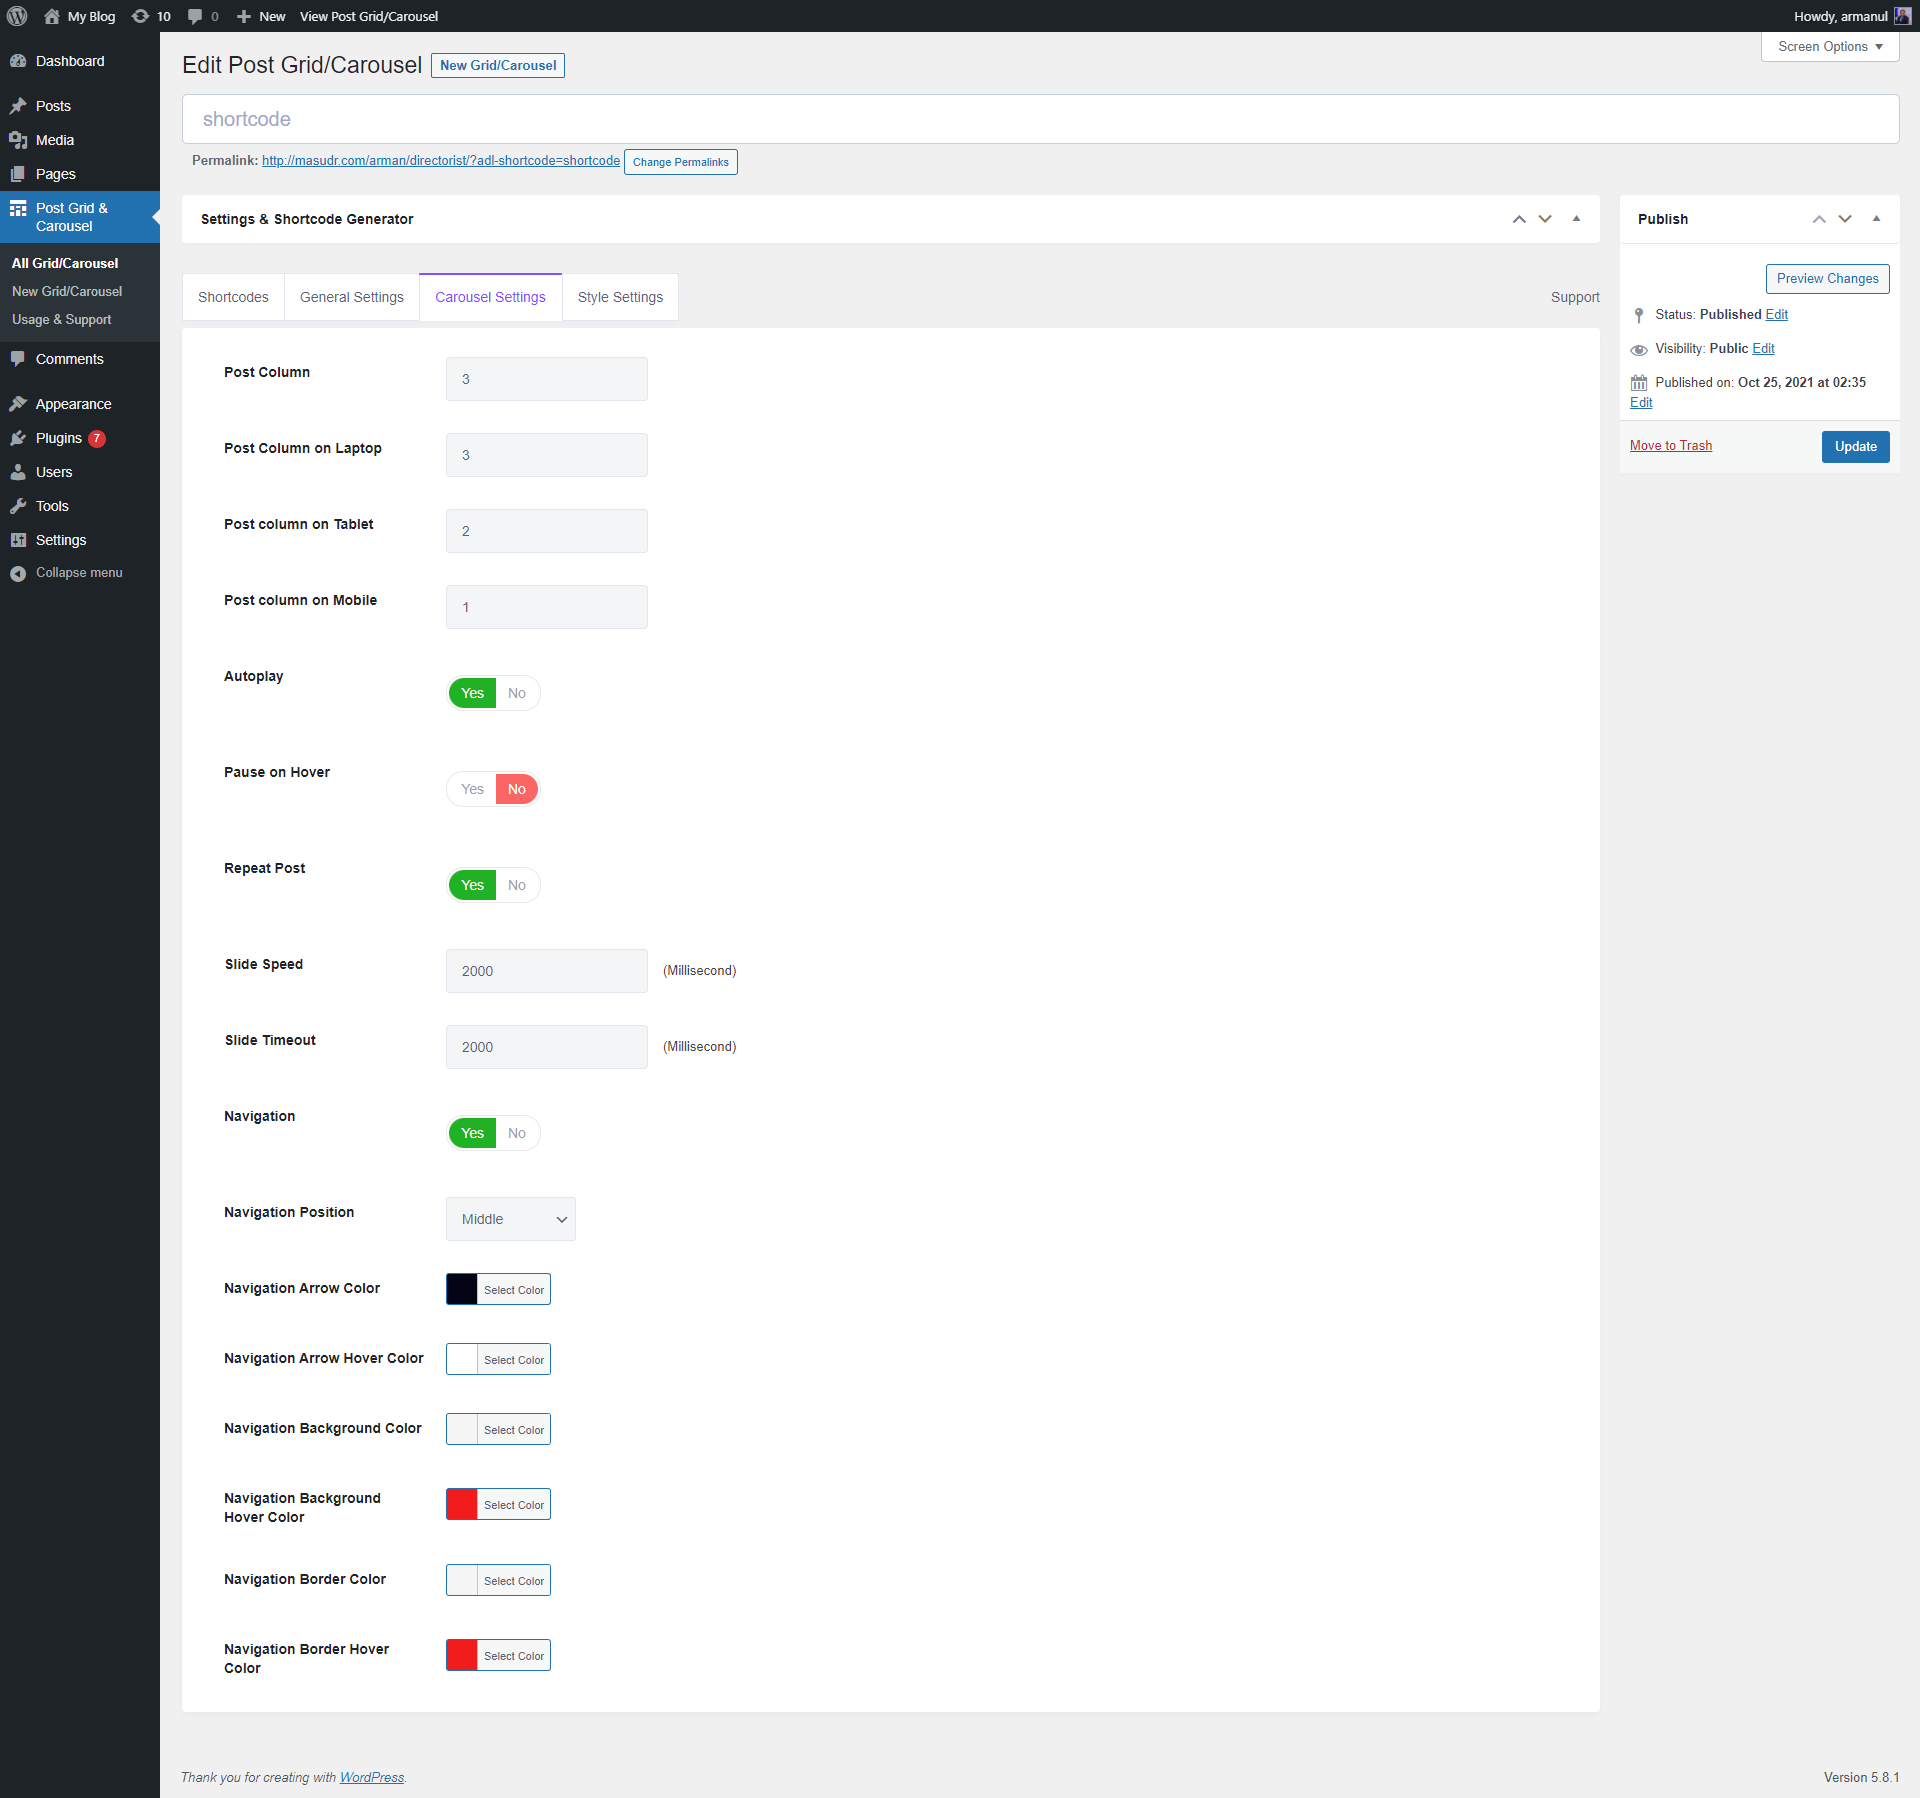 My Blog 10 0 New View Post Grid/Carousel Howdy, armanul
Screen Options
Dashboard
Posts
Media
Pages
Post Grid &
Carousel
All Grid/Carousel
New Grid/Carousel
Usage & Support
Comments
Appearance
Plugins 7
Users
Tools
Settings
Collapse menu
Edit Post Grid/Carousel New Grid/Carousel
shortcode
Permalink: http://masudr.com/arman/directorist/?adl-shortcode=shortcode Change Permalinks
Settings & Shortcode Generator
Shortcodes General Settings Carousel Settings Style Settings Support
Post Column 3
Post Column on Laptop 3
Post column on Tablet 2
Post column on Mobile 1
Autoplay Yes No
Pause on Hover Yes No
Repeat Post Yes No
Slide Speed 2000 (Millisecond)
Slide Timeout 2000 (Millisecond)
Navigation Yes No
Navigation Position Middle
Navigation Arrow Color Select Color
Navigation Arrow Hover Color Select Color
Navigation Background Color Select Color
Navigation Background
Hover Color Select Color
Navigation Border Color Select Color
Navigation Border Hover
Color Select Color
Publish
Preview Changes
Status: Published Edit
Visibility: Public Edit
Published on: Oct 25, 2021 at 02:35
Edit
Move to Trash Update
Thank you for creating with WordPress. Version 5.8.1